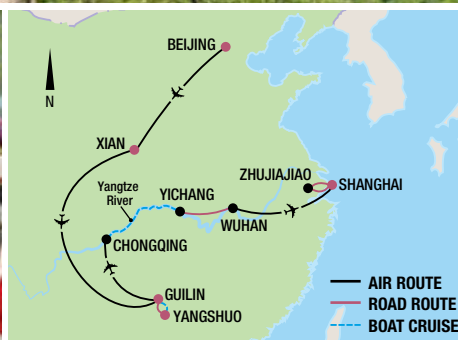 BEIJING
N
XIAN
ZHUJIAJIAO
SHANGHAI
Yangtze
River
YICHANG
WUHAN
CHONGQING
GUILIN
YANGSHUO
AIR ROUTE
ROAD ROUTE
BOAT CRUISE